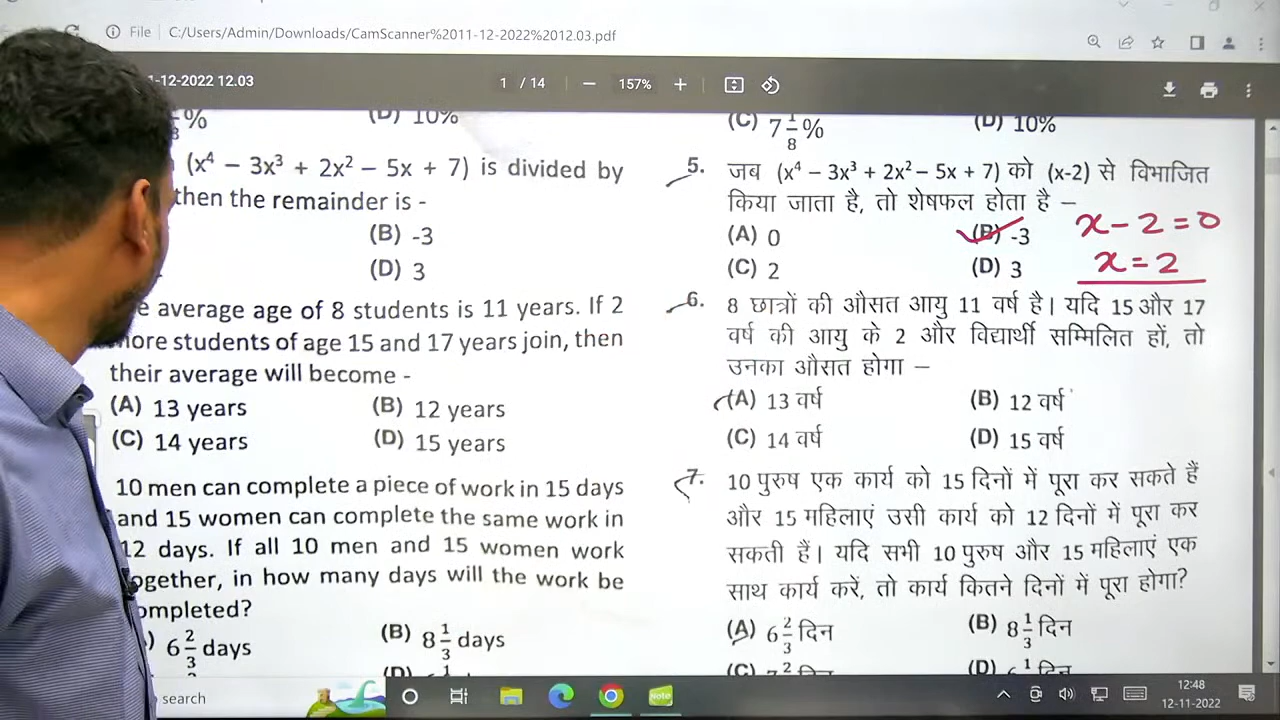 File C:/Users/Admin/Downloads/CamScanner%2011-12-2022%2012.03.pdf
1-12-2022 12.03
1 / 14
157%
%
(D) 10%
(x⁴ – 3x³ + 2x² – 5x + 7) is divided by
then the remainder is -
(B) -3
(D) 3
average age of 8 students is 11 years. If 2
more students of age 15 and 17 years join, then
their average will become -
(A) 13 years
(B) 12 years
(C) 14 years
(D) 15 years
10 men can complete a piece of work in 15 days
and 15 women can complete the same work in
12 days. If all 10 men and 15 women work
together, in how many days will the work be
completed?
6 2/3 days
(B) 8 1/3 days
(C) 7 1/8 %
(D) 10%
5. जब (x⁴ – 3x³ + 2x² – 5x + 7) को (x-2) से विभाजित
किया जाता है, तो शेषफल होता है –
(A) 0
(B) -3
(C) 2
(D) 3
x – 2 = 0
x = 2
6. 8 छात्रों की औसत आयु 11 वर्ष है। यदि 15 और 17
वर्ष की आयु के 2 और विद्यार्थी सम्मिलित हों, तो
उनका औसत होगा –
(A) 13 वर्ष
(B) 12 वर्ष
(C) 14 वर्ष
(D) 15 वर्ष
7. 10 पुरुष एक कार्य को 15 दिनों में पूरा कर सकते हैं
और 15 महिलाएं उसी कार्य को 12 दिनों में पूरा कर
सकती हैं। यदि सभी 10 पुरुष और 15 महिलाएं एक
साथ कार्य करें, तो कार्य कितने दिनों में पूरा होगा?
(A) 6 2/3 दिन
(B) 8 1/3 दिन
search
Note
12:48
12-11-2022